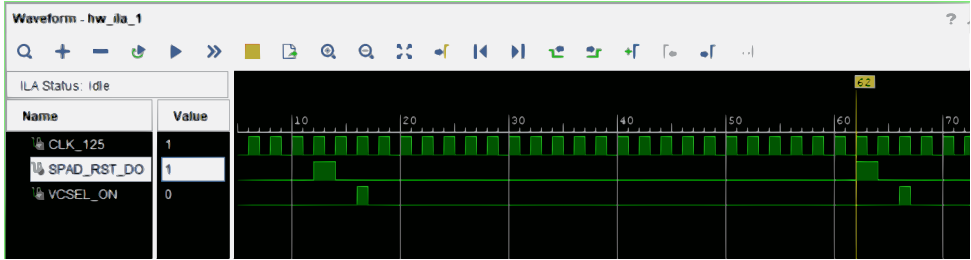 Waveform - hw_ila_1
?
ILA Status: Idle
62
Name Value
10 20 30 40 50 60 70
CLK_125 1
SPAD_RST_DO 1
VCSEL_ON 0